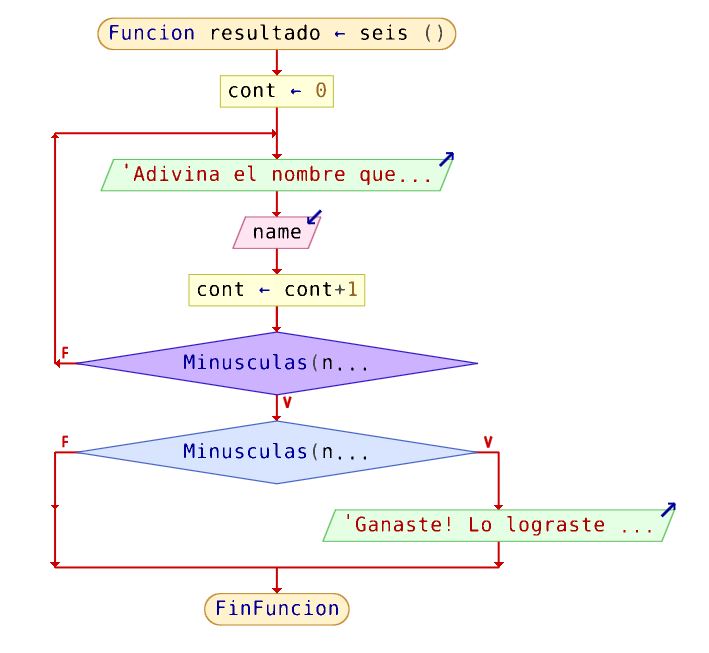 Funcion resultado ← seis ()
cont ← 0
'Adivina el nombre que...
name
cont ← cont+1
F
Minusculas(n...
V
F
Minusculas(n...
V
'Ganaste! Lo lograste ...
FinFuncion